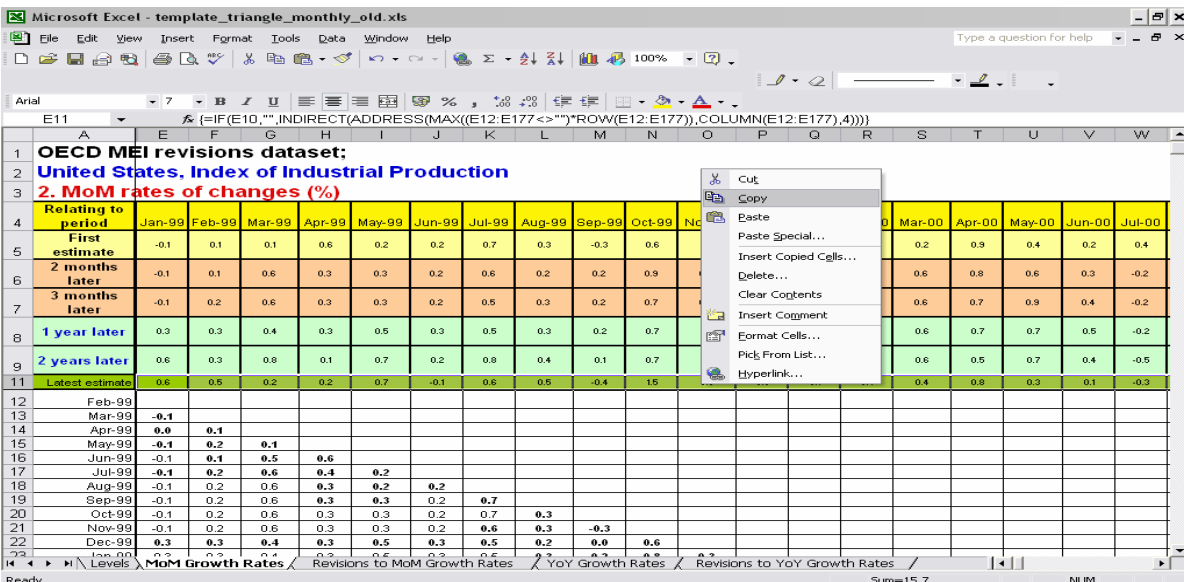 Microsoft Excel - template_triangle_monthly_old.xls
File Edit View Insert Format Tools Data Window Help Type a question for help
100%
Arial 7 B I U
E11 fx {=IF(E10,"",INDIRECT(ADDRESS(MAX((E12:E177<>"")*ROW(E12:E177)),COLUMN(E12:E177),4)))}
A E F G H I J K L M N O P Q R S T U V W
1 OECD MEI revisions dataset;
2 United States, Index of Industrial Production
3 2. MoM rates of changes (%)
4 Relating to period Jan-99 Feb-99 Mar-99 Apr-99 May-99 Jun-99 Jul-99 Aug-99 Sep-99 Oct-99 Mar-00 Apr-00 May-00 Jun-00 Jul-00
5 First estimate -0.1 0.1 0.1 0.6 0.2 0.2 0.7 0.3 -0.3 0.6 0.2 0.9 0.4 0.2 0.4
6 2 months later -0.1 0.1 0.6 0.3 0.3 0.2 0.6 0.2 0.2 0.9 0.6 0.8 0.6 0.3 -0.2
7 3 months later -0.1 0.2 0.6 0.3 0.3 0.2 0.5 0.3 0.2 0.7 0.6 0.7 0.9 0.4 -0.2
8 1 year later 0.3 0.3 0.4 0.3 0.5 0.3 0.5 0.3 0.2 0.7 0.6 0.7 0.7 0.5 -0.2
9 2 years later 0.6 0.3 0.8 0.1 0.7 0.2 0.8 0.4 0.1 0.7 0.6 0.5 0.7 0.4 -0.5
11 Latest estimate 0.6 0.5 0.2 0.2 0.7 -0.1 0.6 0.5 -0.4 1.5 0.4 0.8 0.3 0.1 -0.3
Cut
Copy
Paste
Paste Special...
Insert Copied Cells...
Delete...
Clear Contents
Insert Comment
Format Cells...
Pick From List...
Hyperlink...
12 Feb-99
13 Mar-99 -0.1
14 Apr-99 0.0 0.1
15 May-99 -0.1 0.2 0.1
16 Jun-99 -0.1 0.1 0.5 0.6
17 Jul-99 -0.1 0.2 0.6 0.4 0.2
18 Aug-99 -0.1 0.2 0.6 0.3 0.2 0.2
19 Sep-99 -0.1 0.2 0.6 0.3 0.3 0.2 0.7
20 Oct-99 -0.1 0.2 0.6 0.3 0.3 0.2 0.7 0.3
21 Nov-99 -0.1 0.2 0.6 0.3 0.3 0.2 0.6 0.3 -0.3
22 Dec-99 0.3 0.3 0.4 0.3 0.5 0.3 0.5 0.2 0.0 0.6
Levels MoM Growth Rates Revisions to MoM Growth Rates YoY Growth Rates Revisions to YoY Growth Rates
Ready Sum=15.7 NUM